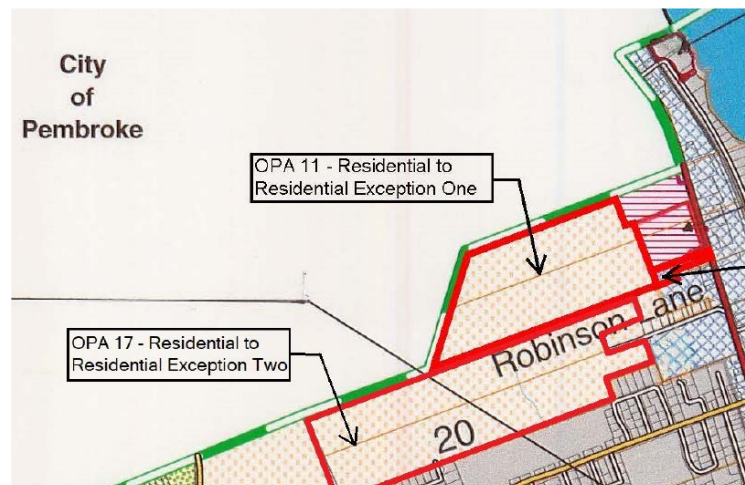 City
of
Pembroke
OPA 11 - Residential to
Residential Exception One
OPA 17 - Residential to
Residential Exception Two
Robinson Lane
20